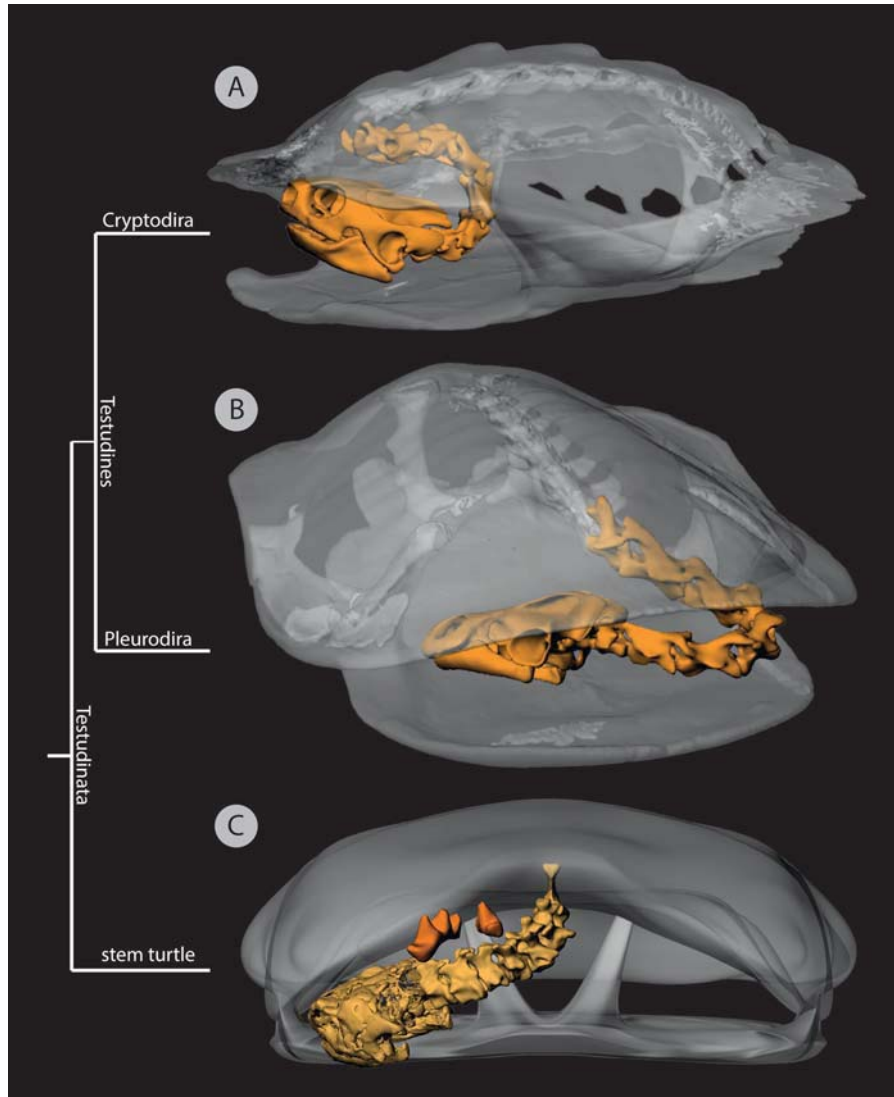 A
Cryptodira
Testudines
B
Pleurodira
Testudinata
C
stem turtle